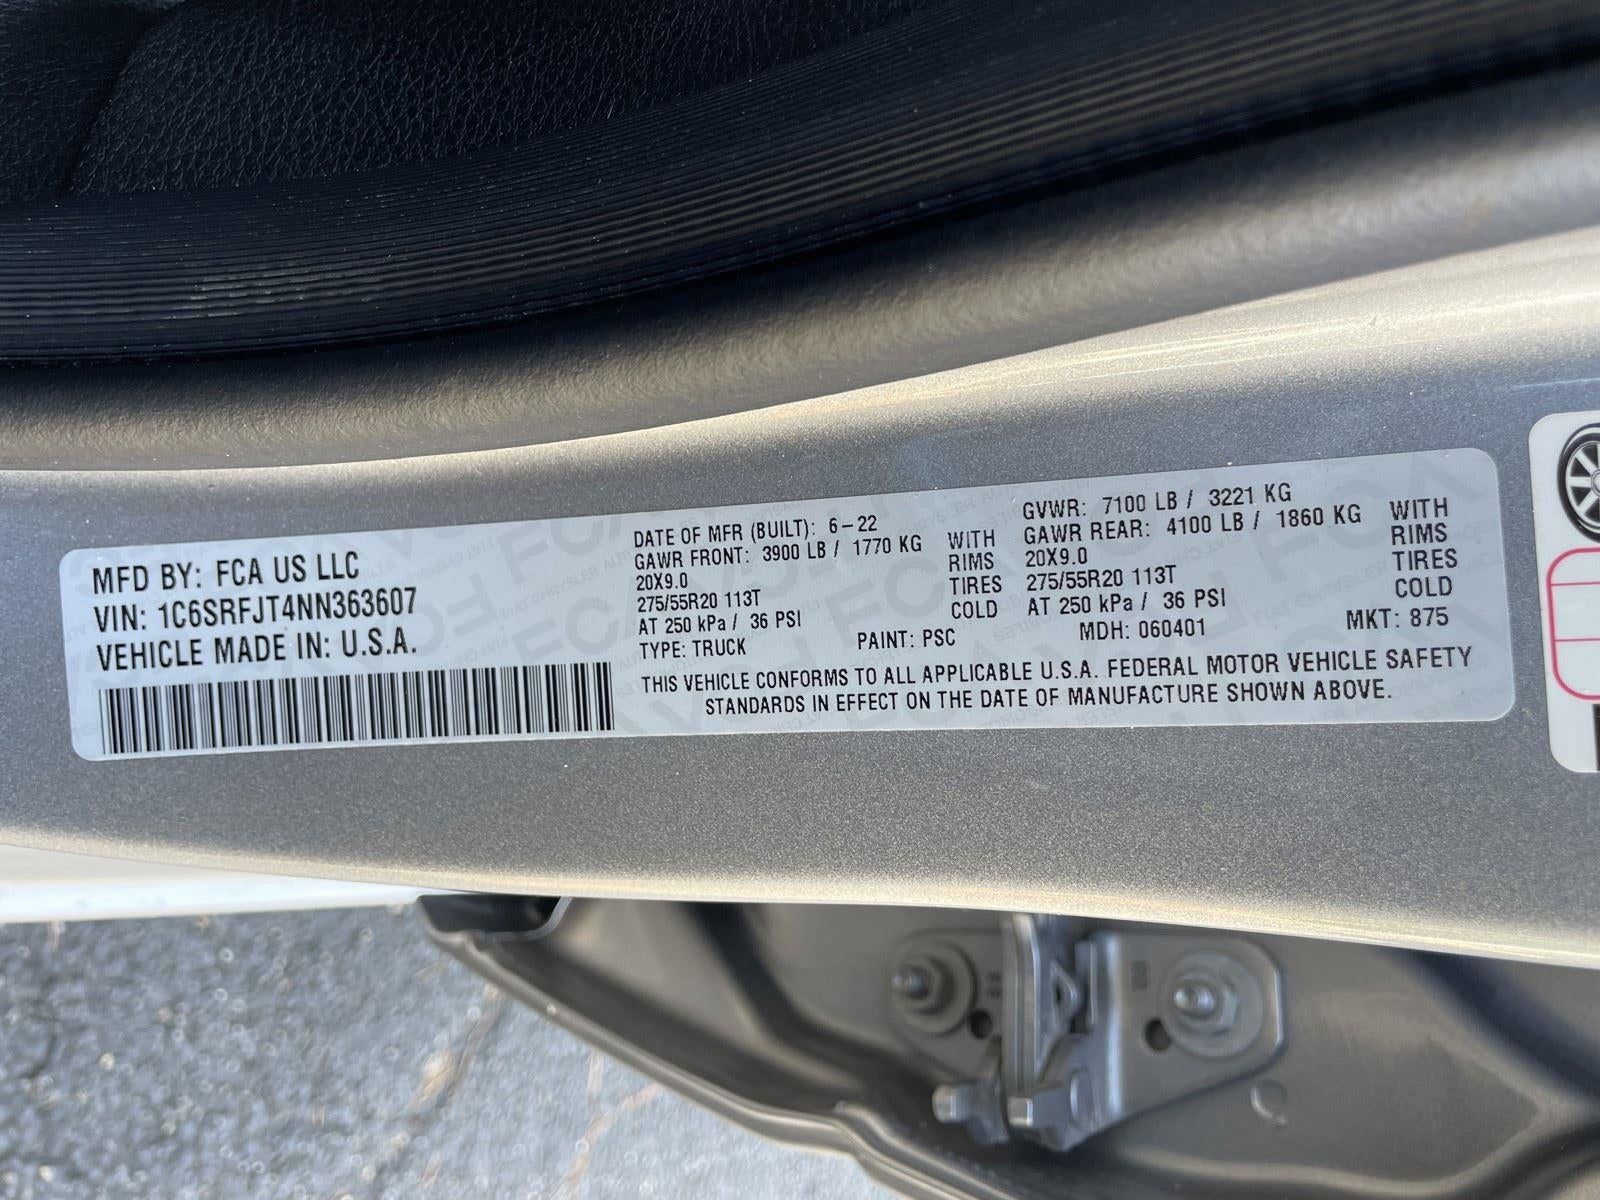 MFD BY: FCA US LLC
VIN: 1C6SRFJT4NN363607
VEHICLE MADE IN: U.S.A.
DATE OF MFR (BUILT): 6-22
GAWR FRONT: 3900 LB / 1770 KG WITH
20X9.0 RIMS
275/55R20 113T TIRES
AT 250 kPa / 36 PSI COLD
GVWR: 7100 LB / 3221 KG
GAWR REAR: 4100 LB / 1860 KG WITH
20X9.0 RIMS
275/55R20 113T TIRES
AT 250 kPa / 36 PSI COLD
TYPE: TRUCK PAINT: PSC MDH: 060401 MKT: 875
THIS VEHICLE CONFORMS TO ALL APPLICABLE U.S.A. FEDERAL MOTOR VEHICLE SAFETY
STANDARDS IN EFFECT ON THE DATE OF MANUFACTURE SHOWN ABOVE.